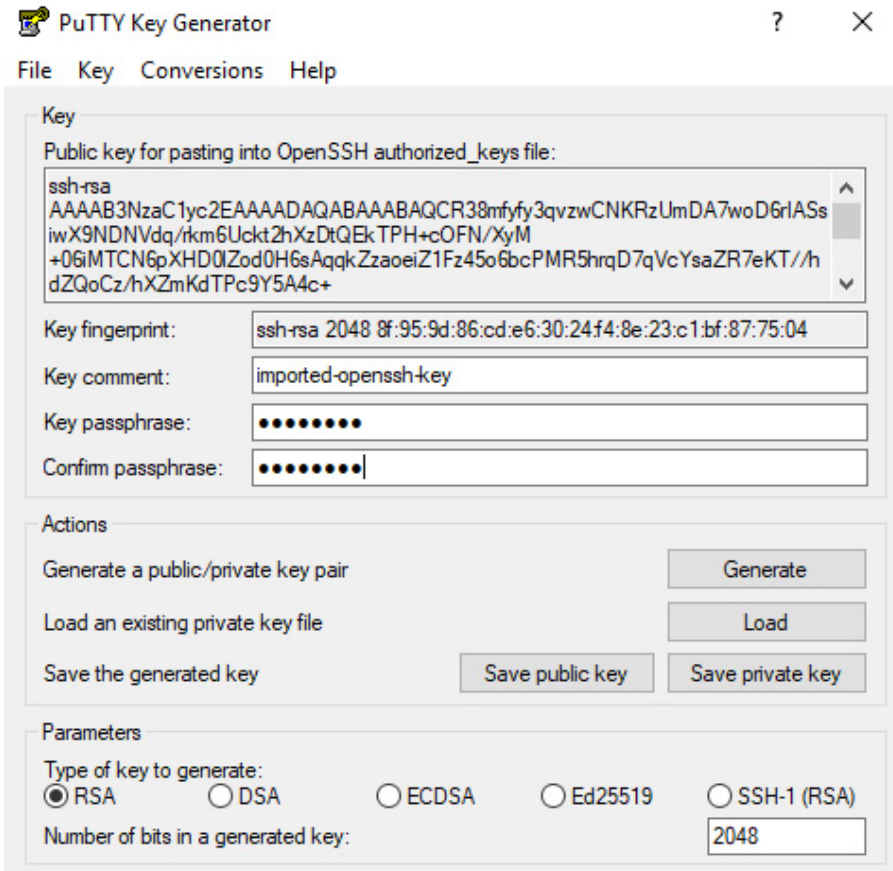 PuTTY Key Generator
File Key Conversions Help
Key
Public key for pasting into OpenSSH authorized_keys file:
ssh-rsa
AAAAB3NzaC1yc2EAAAADAQABAAABAQCR38mfyfy3qvzwCNKRzUmDA7woD6rIASs
iwX9NDNVdq/rkm6Uckt2hXzDtQEkTPH+cOFN/XyM
+06iMTCN6pXHD0IZod0H6sAqqkZzaoeiZ1Fz45o6bcPMR5hrqD7qVcYsaZR7eKT//h
dZQoCz/hXZmKdTPc9Y5A4c+
Key fingerprint: ssh-rsa 2048 8f:95:9d:86:cd:e6:30:24:f4:8e:23:c1:bf:87:75:04
Key comment: imported-openssh-key
Key passphrase: ●●●●●●●●
Confirm passphrase: ●●●●●●●●
Actions
Generate a public/private key pair Generate
Load an existing private key file Load
Save the generated key Save public key Save private key
Parameters
Type of key to generate:
RSA DSA ECDSA Ed25519 SSH-1 (RSA)
Number of bits in a generated key: 2048